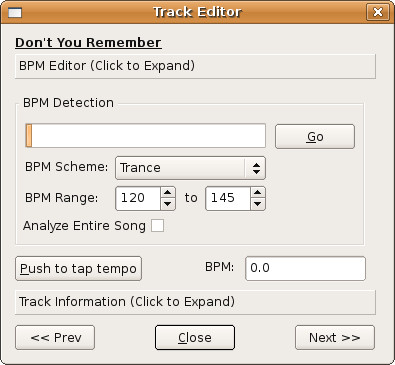 Track Editor
Don't You Remember
BPM Editor (Click to Expand)
BPM Detection
Go
BPM Scheme: Trance
BPM Range: 120 to 145
Analyze Entire Song
Push to tap tempo BPM: 0.0
Track Information (Click to Expand)
<< Prev Close Next >>